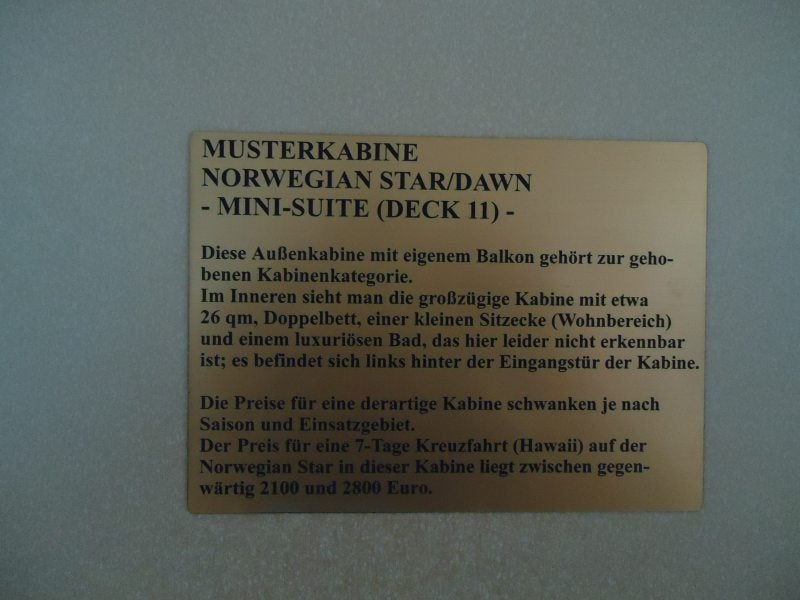 MUSTERKABINE
NORWEGIAN STAR/DAWN
- MINI-SUITE (DECK 11) -
Diese Außenkabine mit eigenem Balkon gehört zur geho-
benen Kabinenkategorie.
Im Inneren sieht man die großzügige Kabine mit etwa
26 qm, Doppelbett, einer kleinen Sitzecke (Wohnbereich)
und einem luxuriösen Bad, das hier leider nicht erkennbar
ist; es befindet sich links hinter der Eingangstür der Kabine.
Die Preise für eine derartige Kabine schwanken je nach
Saison und Einsatzgebiet.
Der Preis für eine 7-Tage Kreuzfahrt (Hawaii) auf der
Norwegian Star in dieser Kabine liegt zwischen gegen-
wärtig 2100 und 2800 Euro.